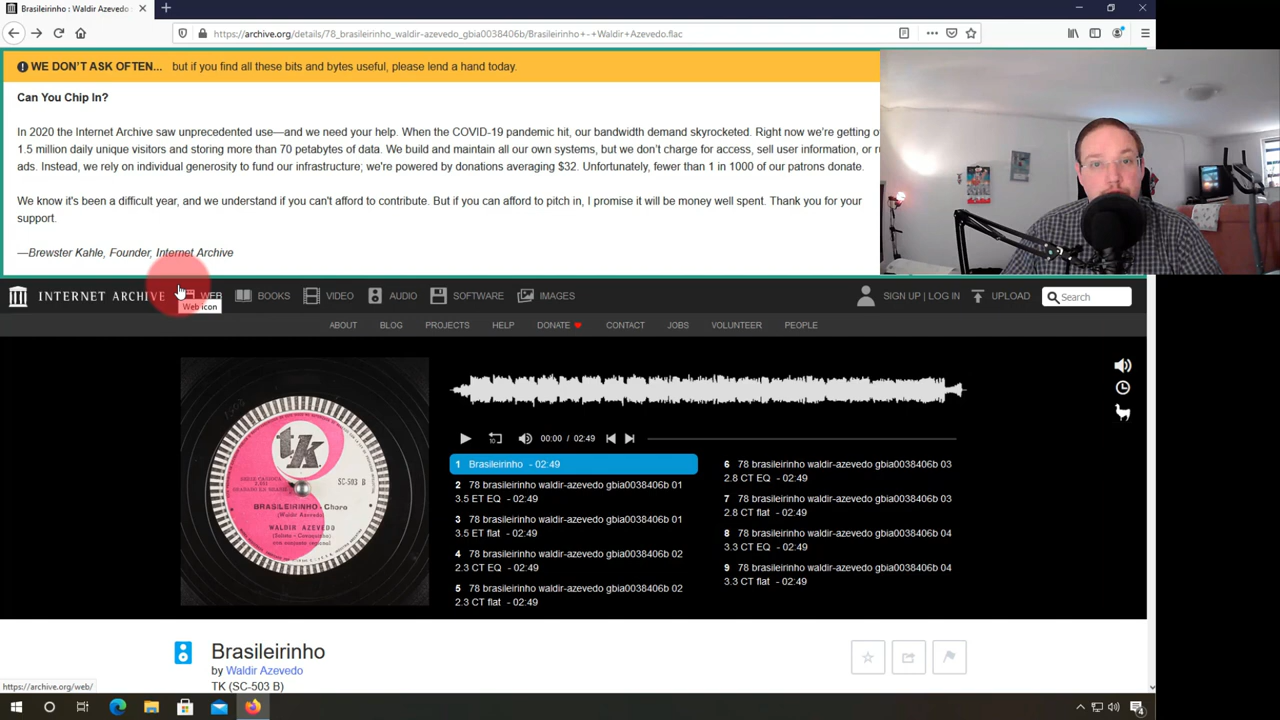 Brasileirinho : Waldir Azevedo :
https://archive.org/details/78_brasileirinho_waldir-azevedo_gbia0038406b/Brasileirinho+-+Waldir+Azevedo.flac
WE DON'T ASK OFTEN... but if you find all these bits and bytes useful, please lend a hand today.
Can You Chip In?
In 2020 the Internet Archive saw unprecedented use—and we need your help. When the COVID-19 pandemic hit, our bandwidth demand skyrocketed. Right now we're getting o
1.5 million daily unique visitors and storing more than 70 petabytes of data. We build and maintain all our own systems, but we don't charge for access, sell user information, or ru
ads. Instead, we rely on individual generosity to fund our infrastructure; we're powered by donations averaging $32. Unfortunately, fewer than 1 in 1000 of our patrons donate.
We know it's been a difficult year, and we understand if you can't afford to contribute. But if you can afford to pitch in, I promise it will be money well spent. Thank you for your
support.
—Brewster Kahle, Founder, Internet Archive
INTERNET ARCHIVE WEB BOOKS VIDEO AUDIO SOFTWARE IMAGES SIGN UP | LOG IN UPLOAD Search
Web icon
ABOUT BLOG PROJECTS HELP DONATE CONTACT JOBS VOLUNTEER PEOPLE
tk
SC-503 B
BRASILEIRINHO - Choro
(Waldir Azevedo)
WALDIR AZEVEDO
00:00 / 02:49
1 Brasileirinho - 02:49
2 78 brasileirinho waldir-azevedo gbia0038406b 01
3.5 ET EQ - 02:49
3 78 brasileirinho waldir-azevedo gbia0038406b 01
3.5 ET flat - 02:49
4 78 brasileirinho waldir-azevedo gbia0038406b 02
2.3 CT EQ - 02:49
5 78 brasileirinho waldir-azevedo gbia0038406b 02
2.3 CT flat - 02:49
6 78 brasileirinho waldir-azevedo gbia0038406b 03
2.8 CT EQ - 02:49
7 78 brasileirinho waldir-azevedo gbia0038406b 03
2.8 CT flat - 02:49
8 78 brasileirinho waldir-azevedo gbia0038406b 04
3.3 CT EQ - 02:49
9 78 brasileirinho waldir-azevedo gbia0038406b 04
3.3 CT flat - 02:49
Brasileirinho
by Waldir Azevedo
TK (SC-503 B)
https://archive.org/web/
4